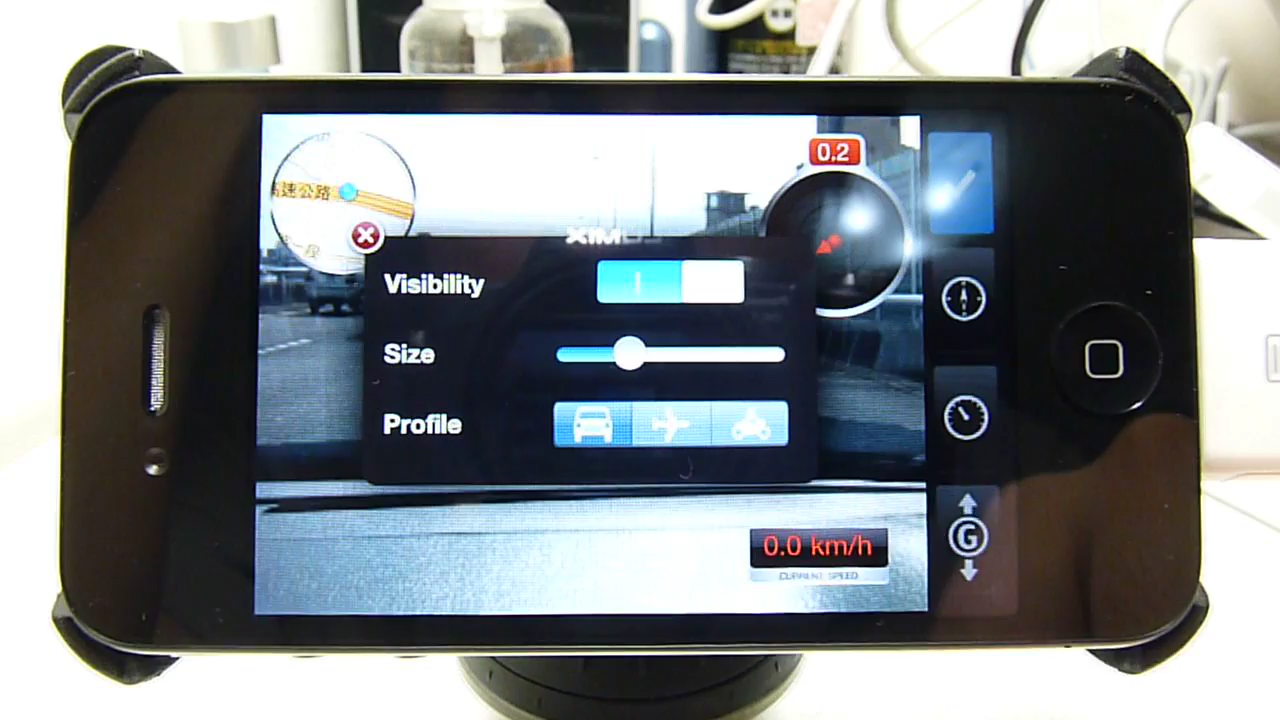 0.2
速公路
Visibility
Size
Profile
G
0.0 km/h
CURRENT SPEED